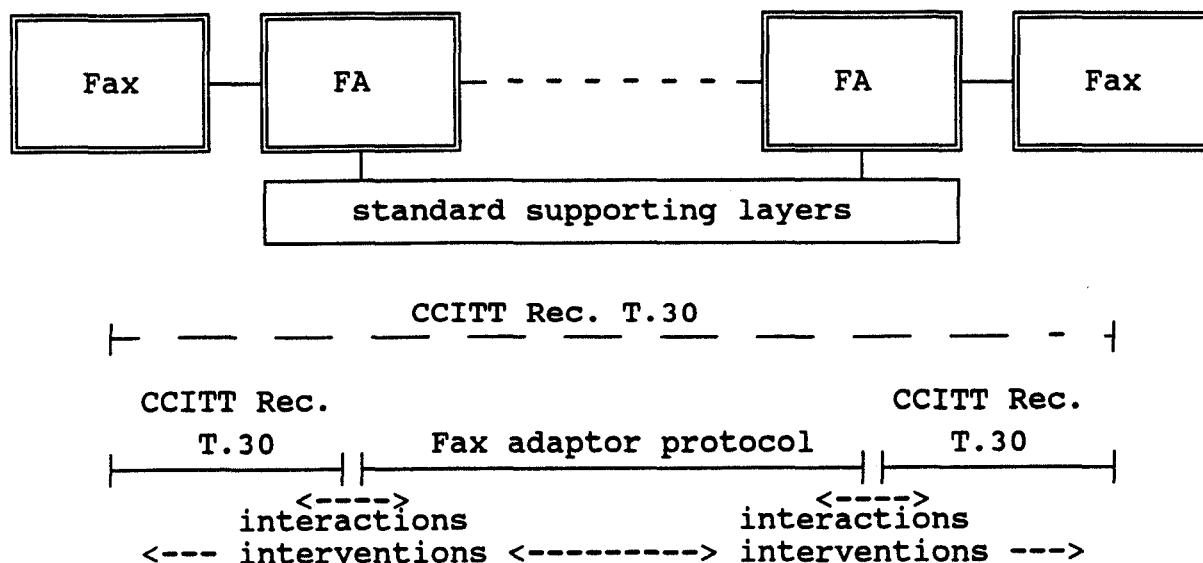 Fax FA FA Fax
standard supporting layers
CCITT Rec. T.30
CCITT Rec. CCITT Rec.
T.30 Fax adaptor protocol T.30
<----> <---->
interactions interactions
<--- interventions <---------> interventions --->